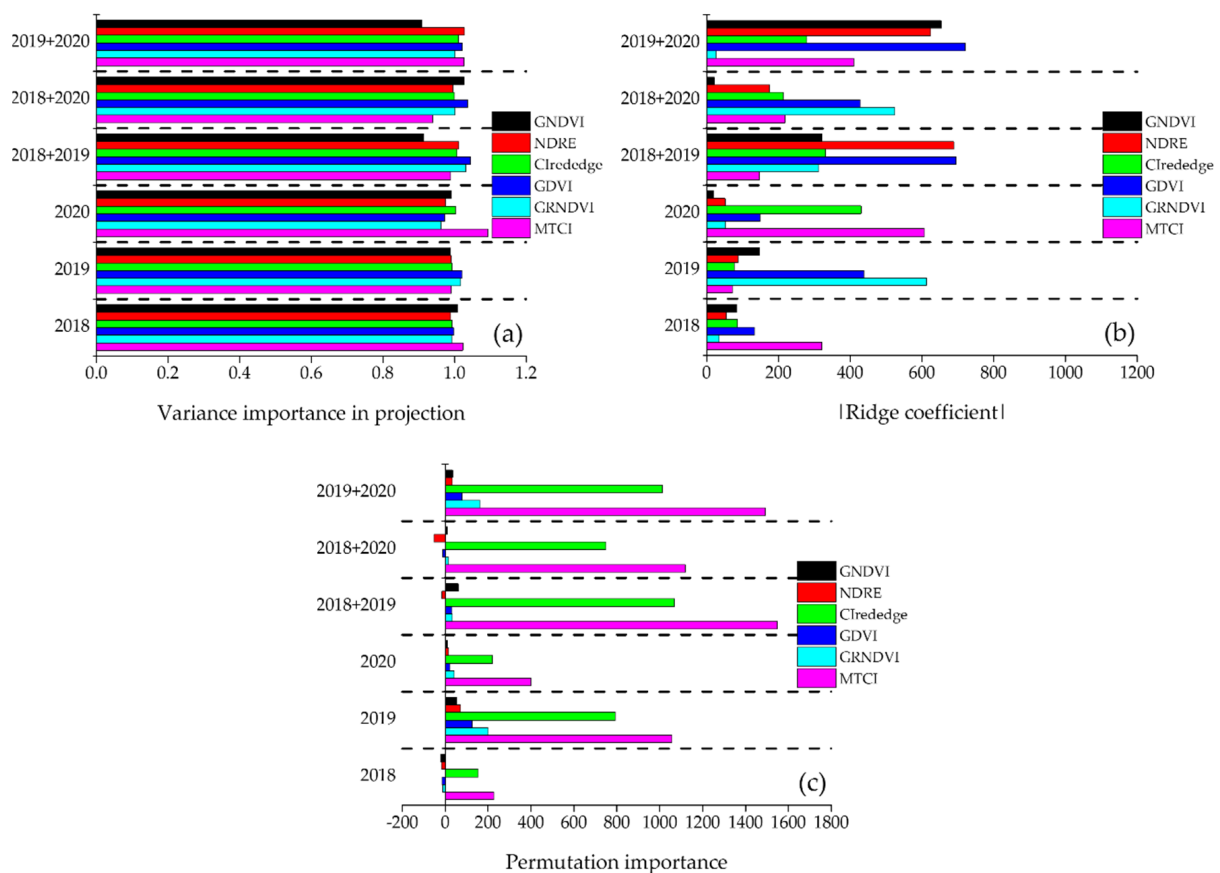 2019+2020
2018+2020
2018+2019
2020
2019
2018
GNDVI
NDRE
CIrededge
GDVI
GRNDVI
MTCI
(a)
0.0 0.2 0.4 0.6 0.8 1.0 1.2
Variance importance in projection
2019+2020
2018+2020
2018+2019
2020
2019
2018
GNDVI
NDRE
CIrededge
GDVI
GRNDVI
MTCI
(b)
0 200 400 600 800 1000 1200
|Ridge coefficient|
2019+2020
2018+2020
2018+2019
2020
2019
2018
GNDVI
NDRE
CIrededge
GDVI
GRNDVI
MTCI
(c)
-200 0 200 400 600 800 1000 1200 1400 1600 1800
Permutation importance